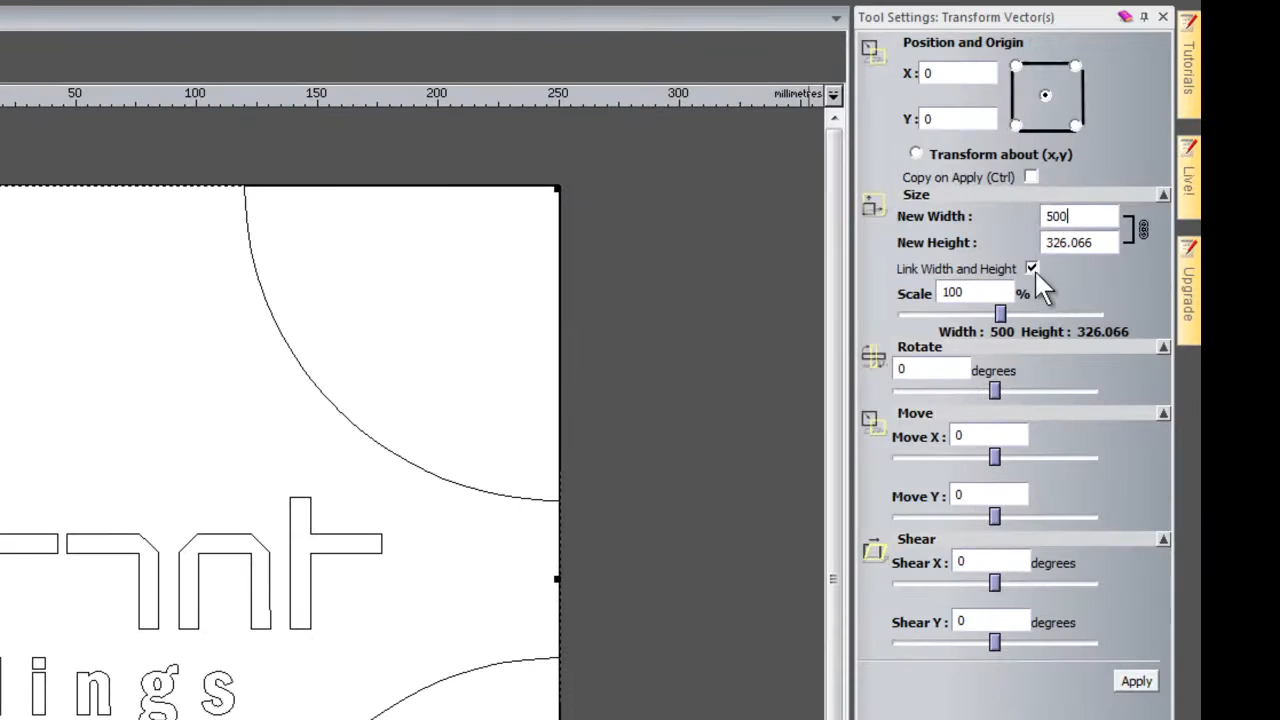 Tool Settings: Transform Vector(s)
Position and Origin
X: 0
Y: 0
Transform about (x,y)
Copy on Apply (Ctrl)
Size
New Width : 500
New Height : 326.066
Link Width and Height
Scale 100 %
Width : 500 Height : 326.066
Rotate
0 degrees
Move
Move X : 0
Move Y : 0
Shear
Shear X : 0 degrees
Shear Y : 0 degrees
Apply
Tutorials
Live!
Upgrade
50 100 150 200 250 300 millimetres
lings